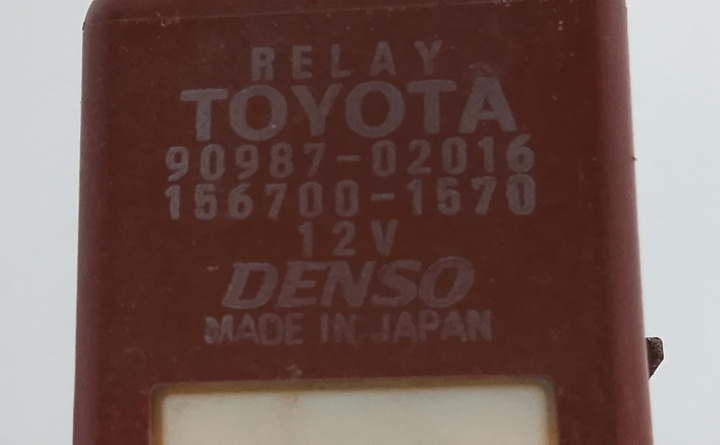 RELAY
TOYOTA
90987-02016
156700-1570
12V
DENSO
MADE IN JAPAN